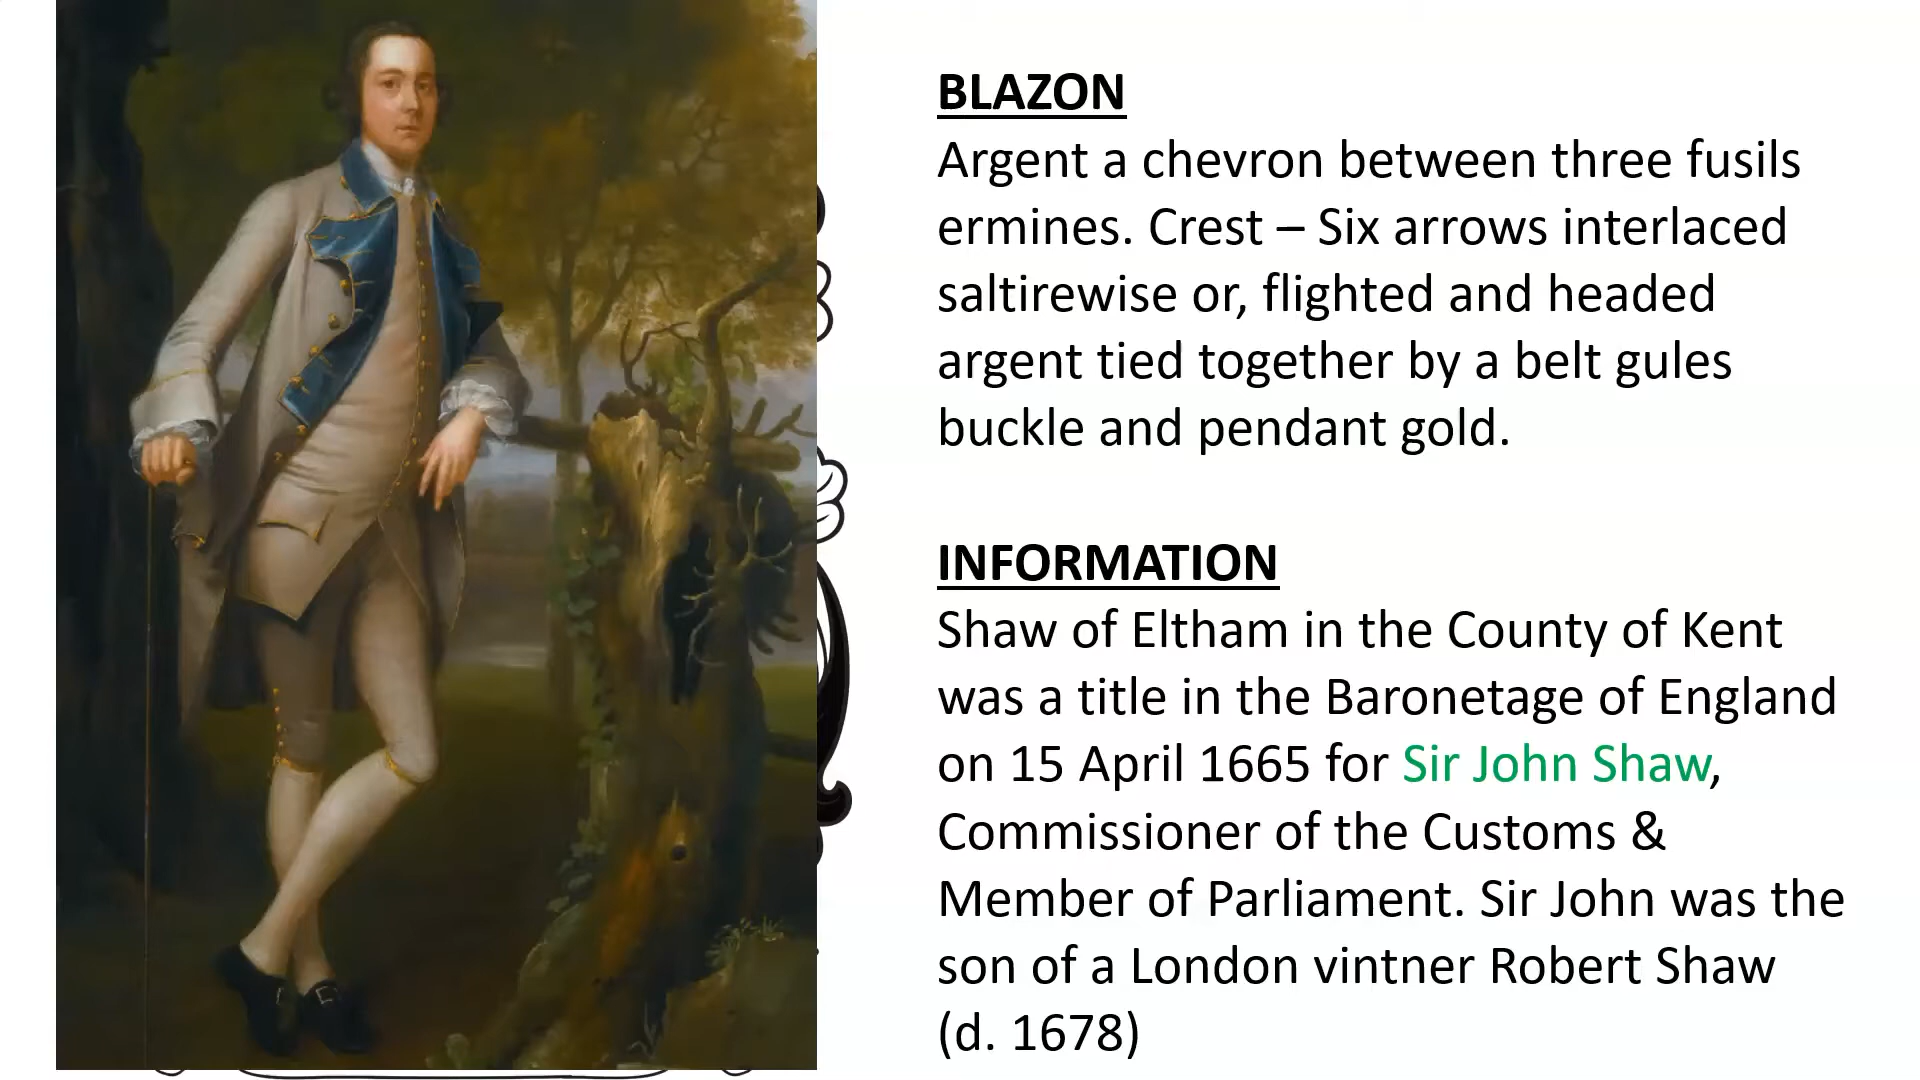 BLAZON
Argent a chevron between three fusils
ermines. Crest – Six arrows interlaced
saltirewise or, flighted and headed
argent tied together by a belt gules
buckle and pendant gold.
INFORMATION
Shaw of Eltham in the County of Kent
was a title in the Baronetage of England
on 15 April 1665 for Sir John Shaw,
Commissioner of the Customs &
Member of Parliament. Sir John was the
son of a London vintner Robert Shaw
(d. 1678)